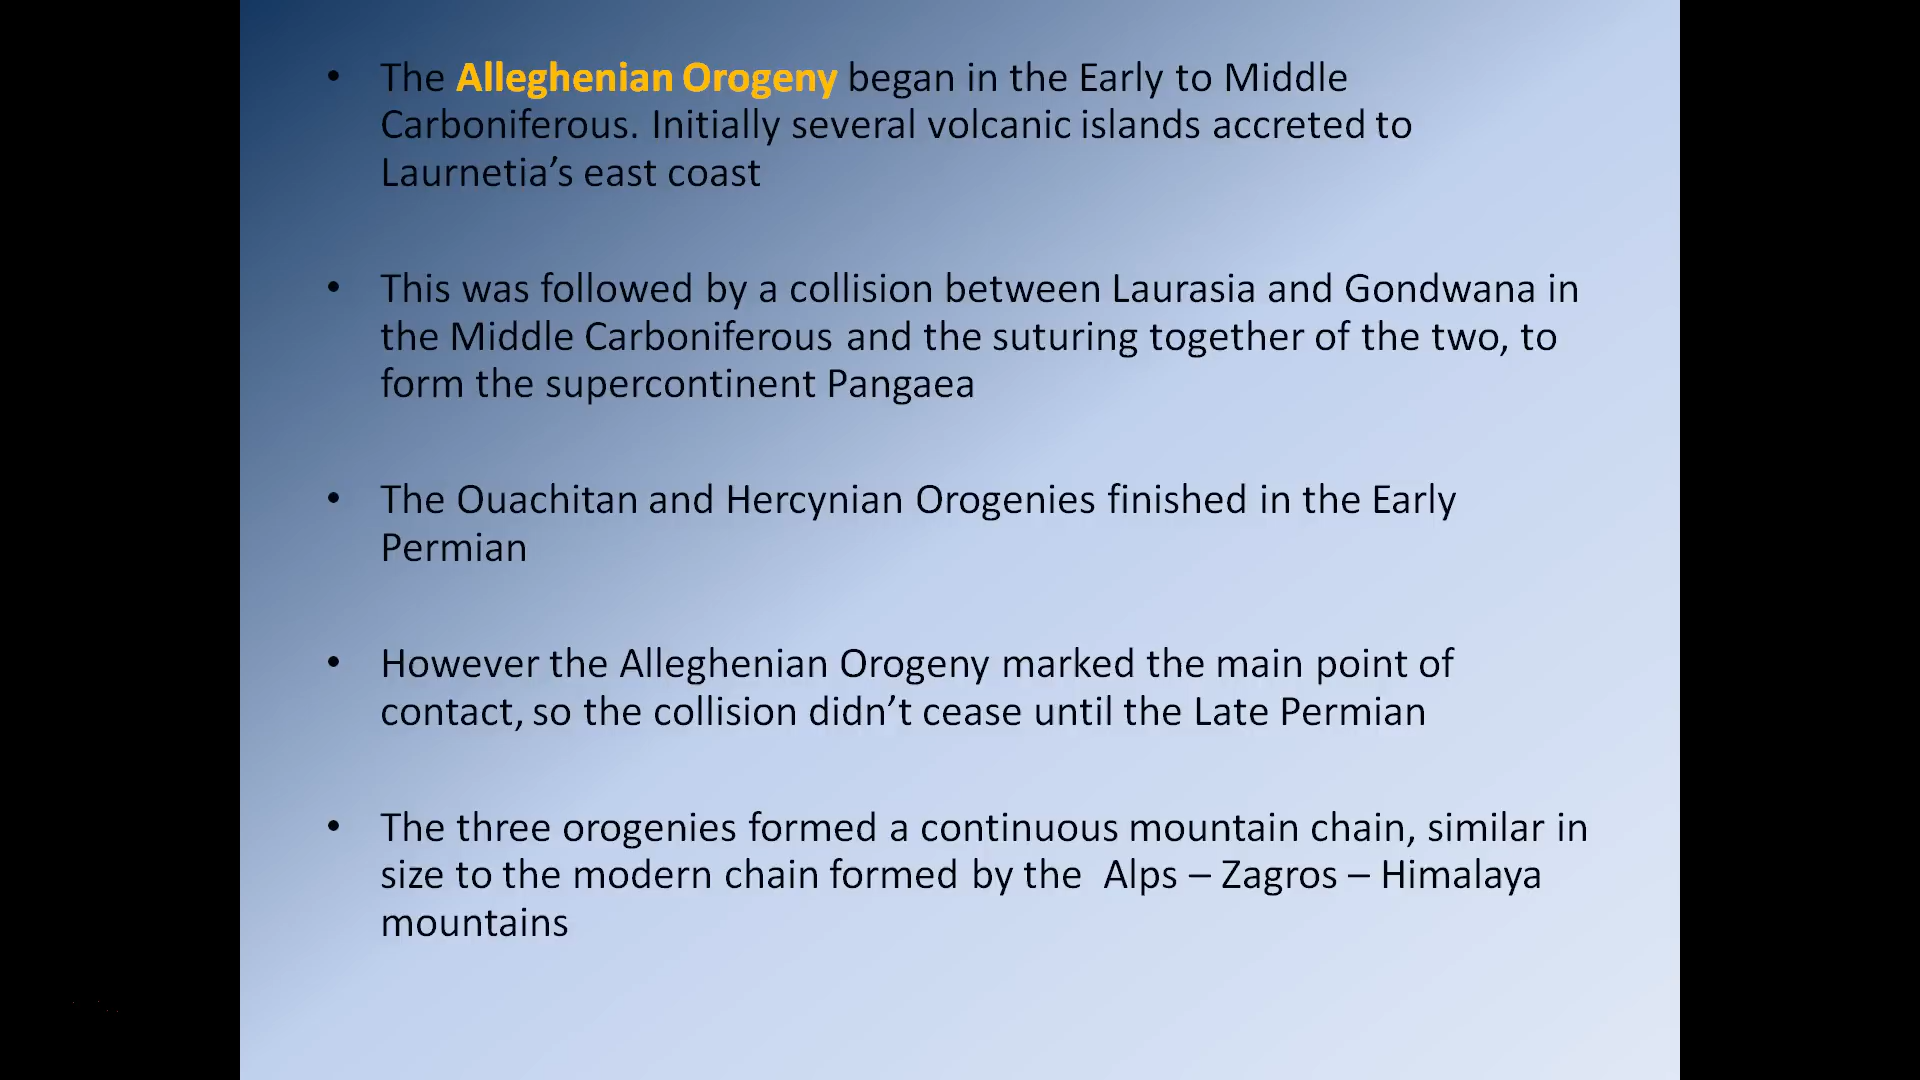 • The Alleghenian Orogeny began in the Early to Middle
Carboniferous. Initially several volcanic islands accreted to
Laurnetia’s east coast
• This was followed by a collision between Laurasia and Gondwana in
the Middle Carboniferous and the suturing together of the two, to
form the supercontinent Pangaea
• The Ouachitan and Hercynian Orogenies finished in the Early
Permian
• However the Alleghenian Orogeny marked the main point of
contact, so the collision didn’t cease until the Late Permian
• The three orogenies formed a continuous mountain chain, similar in
size to the modern chain formed by the  Alps – Zagros – Himalaya
mountains